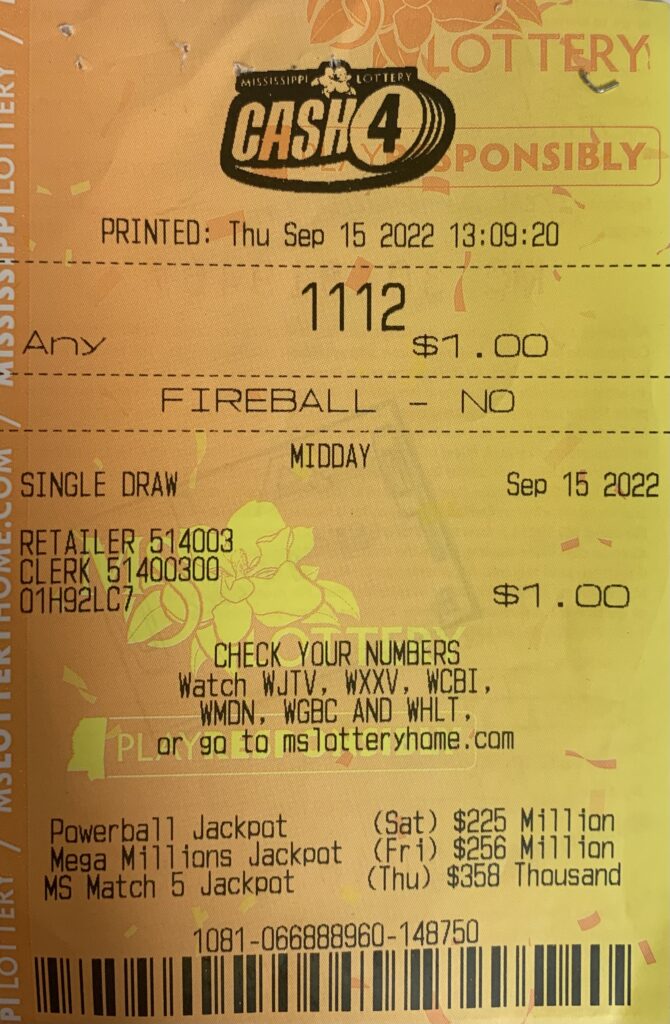 LOTTERY
MISSISSIPPI LOTTERY
CASH 4
RESPONSIBLY
PRINTED: Thu Sep 15 2022 13:09:20
1112
Any $1.00
FIREBALL - NO
MIDDAY
SINGLE DRAW Sep 15 2022
RETAILER 514003
CLERK 51400300
01H92LC7 $1.00
LOTTERY
CHECK YOUR NUMBERS
Watch WJTV, WXXV, WCBI,
WMDN, WGBC AND WHLT,
or go to mslotteryhome.com
PLAY RESPONSIBLY
Powerball Jackpot (Sat) $225 Million
Mega Millions Jackpot (Fri) $256 Million
MS Match 5 Jackpot (Thu) $358 Thousand
1081-066888960-148750
PI LOTTERY / MSLOTTERYHOME.COM / MISSISSIPPI LOTTERY /